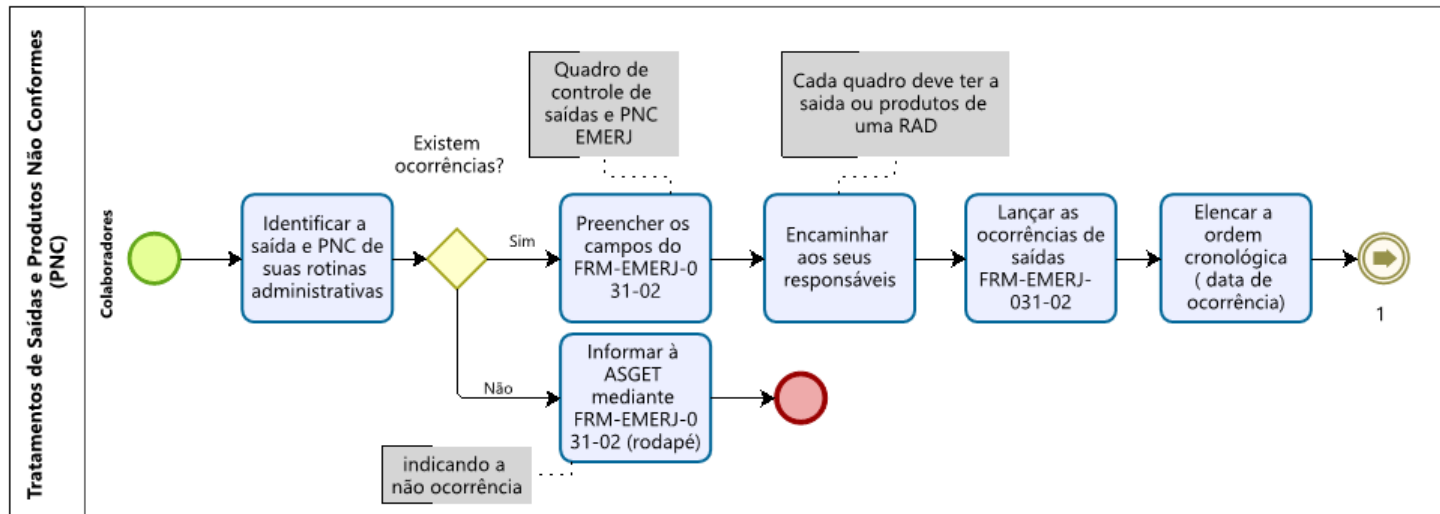 Tratamentos de Saídas e Produtos Não Conformes
(PNC)
Colaboradores
Identificar a
saída e PNC de
suas rotinas
administrativas
Existem
ocorrências?
Sim
Não
Quadro de
controle de
saídas e PNC
EMERJ
Preencher os
campos do
FRM-EMERJ-0
31-02
Cada quadro deve ter a
saida ou produtos de
uma RAD
Encaminhar
aos seus
responsáveis
Lançar as
ocorrências de
saídas
FRM-EMERJ-
031-02
Elencar a
ordem
cronológica
( data de
ocorrência)
1
Informar à
ASGET
mediante
FRM-EMERJ-0
31-02 (rodapé)
indicando a
não ocorrência